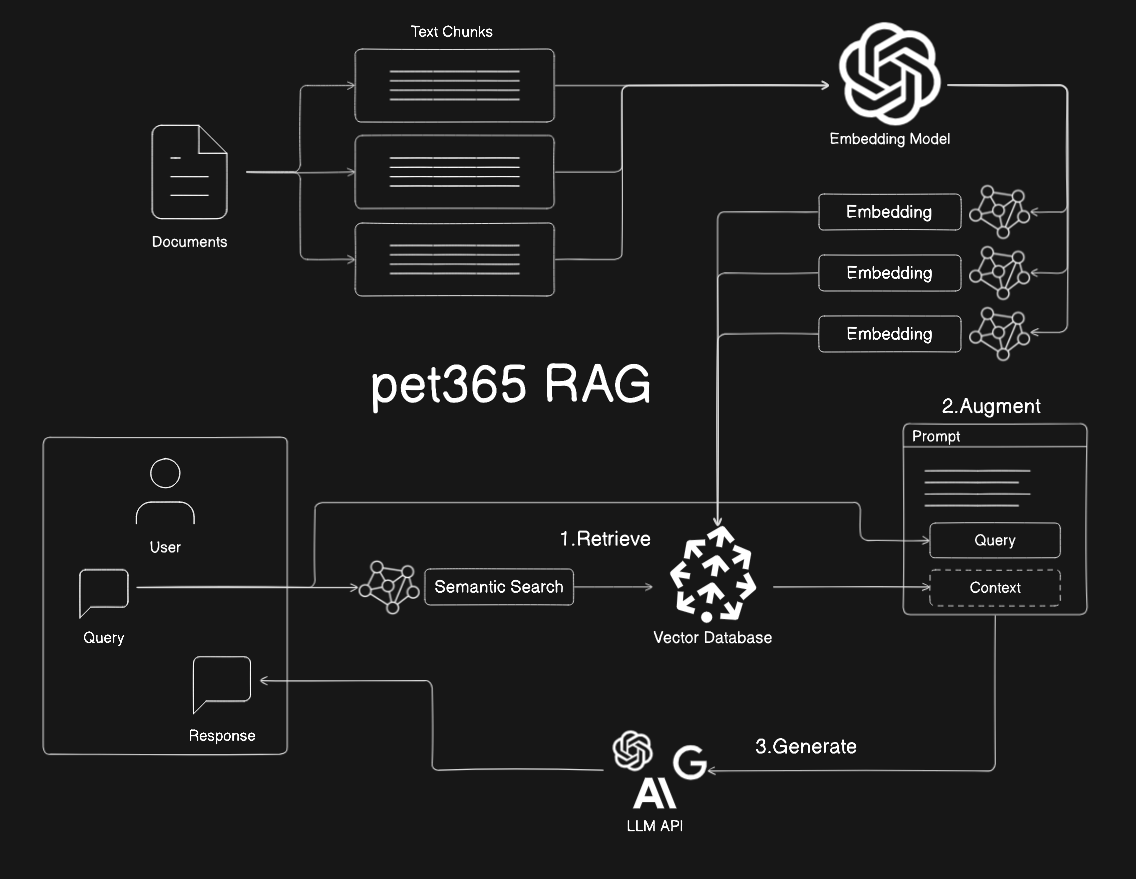 Text Chunks
Documents
Embedding Model
Embedding
Embedding
Embedding
pet365 RAG
2.Augment
Prompt
Query
Context
User
Query
Response
1.Retrieve
Semantic Search
Vector Database
3.Generate
G
AI
LLM API